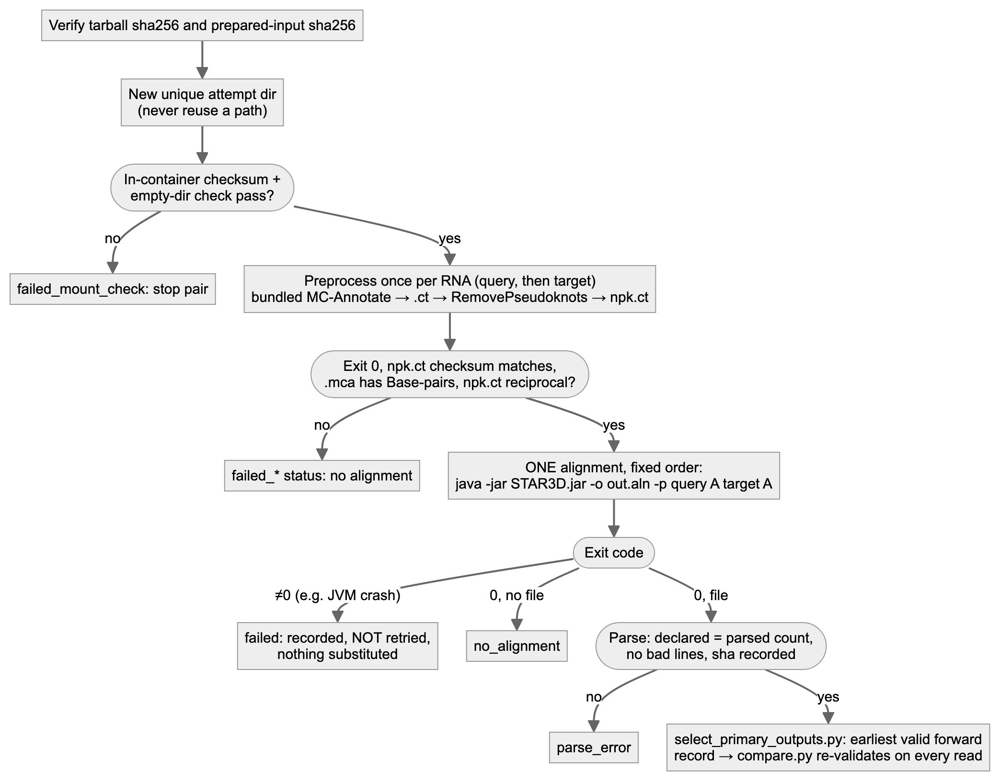 Verify tarball sha256 and prepared-input sha256
New unique attempt dir
(never reuse a path)
In-container checksum +
empty-dir check pass?
no
yes
failed_mount_check: stop pair
Preprocess once per RNA (query, then target)
bundled MC-Annotate → .ct → RemovePseudoknots → npk.ct
Exit 0, npk.ct checksum matches,
.mca has Base-pairs, npk.ct reciprocal?
no
yes
failed_* status: no alignment
ONE alignment, fixed order:
java -jar STAR3D.jar -o out.aln -p query A target A
Exit code
≠0 (e.g. JVM crash)
0, no file
0, file
failed: recorded, NOT retried,
nothing substituted
no_alignment
Parse: declared = parsed count,
no bad lines, sha recorded
no
yes
parse_error
select_primary_outputs.py: earliest valid forward
record → compare.py re-validates on every read